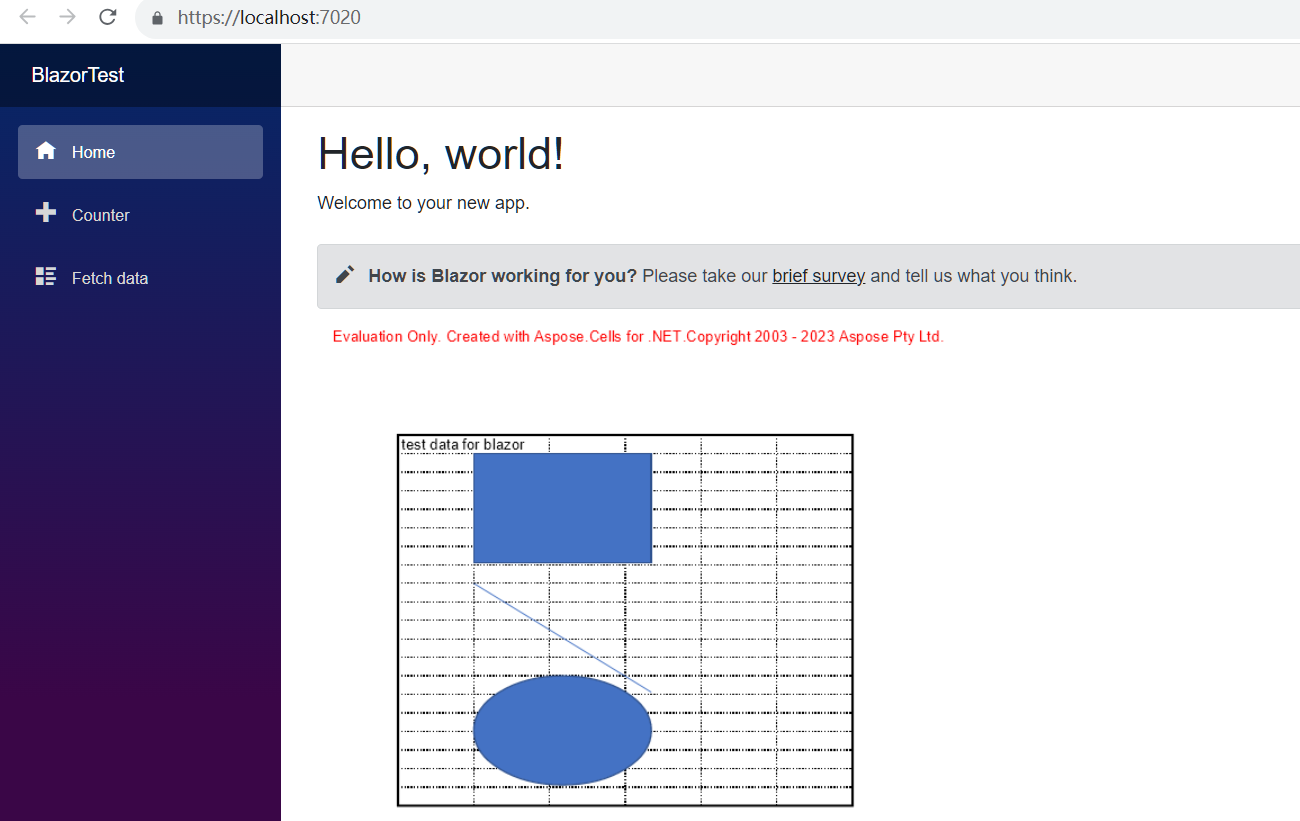 https://localhost:7020
BlazorTest
Home
Counter
Fetch data
Hello, world!
Welcome to your new app.
How is Blazor working for you? Please take our brief survey and tell us what you think.
Evaluation Only. Created with Aspose.Cells for .NET.Copyright 2003 - 2023 Aspose Pty Ltd.
test data for blazor